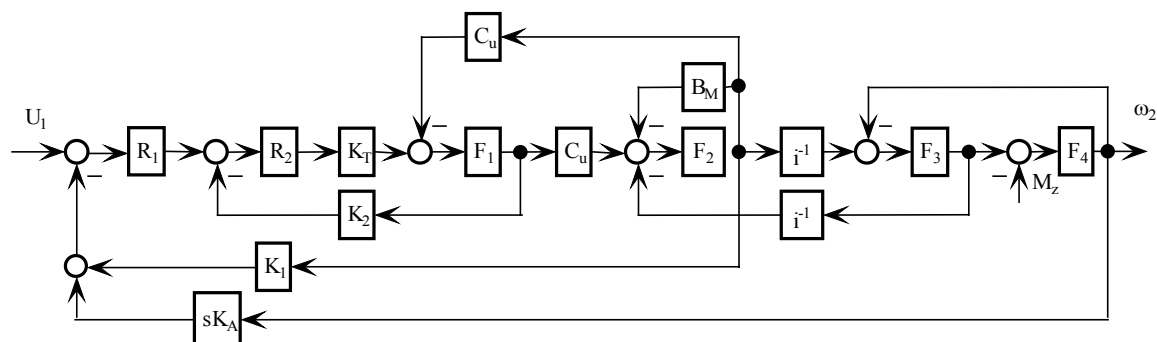 C_u
B_M
U_1
ω_2
R_1
R_2
K_T
F_1
C_u
F_2
i^-1
F_3
F_4
M_z
K_2
i^-1
K_1
sK_A